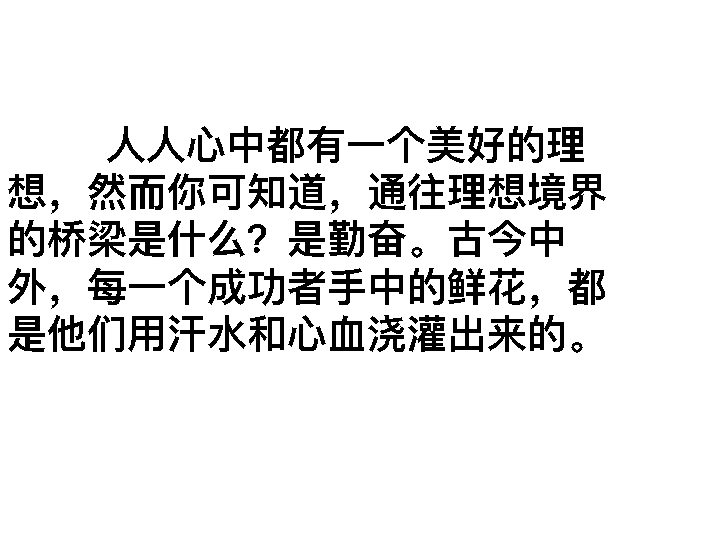 人人心中都有一个美好的理
想，然而你可知道，通往理想境界
的桥梁是什么？是勤奋。古今中
外，每一个成功者手中的鲜花，都
是他们用汗水和心血浇灌出来的。